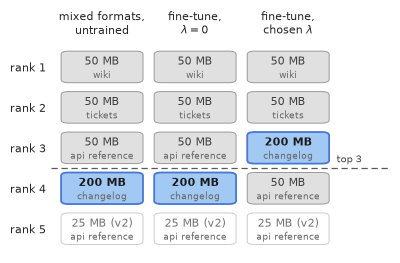 mixed formats,
untrained
fine-tune,
λ = 0
fine-tune,
chosen λ
rank 1
50 MB
wiki
50 MB
wiki
50 MB
wiki
rank 2
50 MB
tickets
50 MB
tickets
50 MB
tickets
rank 3
50 MB
api reference
50 MB
api reference
200 MB
changelog
top 3
rank 4
200 MB
changelog
200 MB
changelog
50 MB
api reference
rank 5
25 MB (v2)
api reference
25 MB (v2)
api reference
25 MB (v2)
api reference